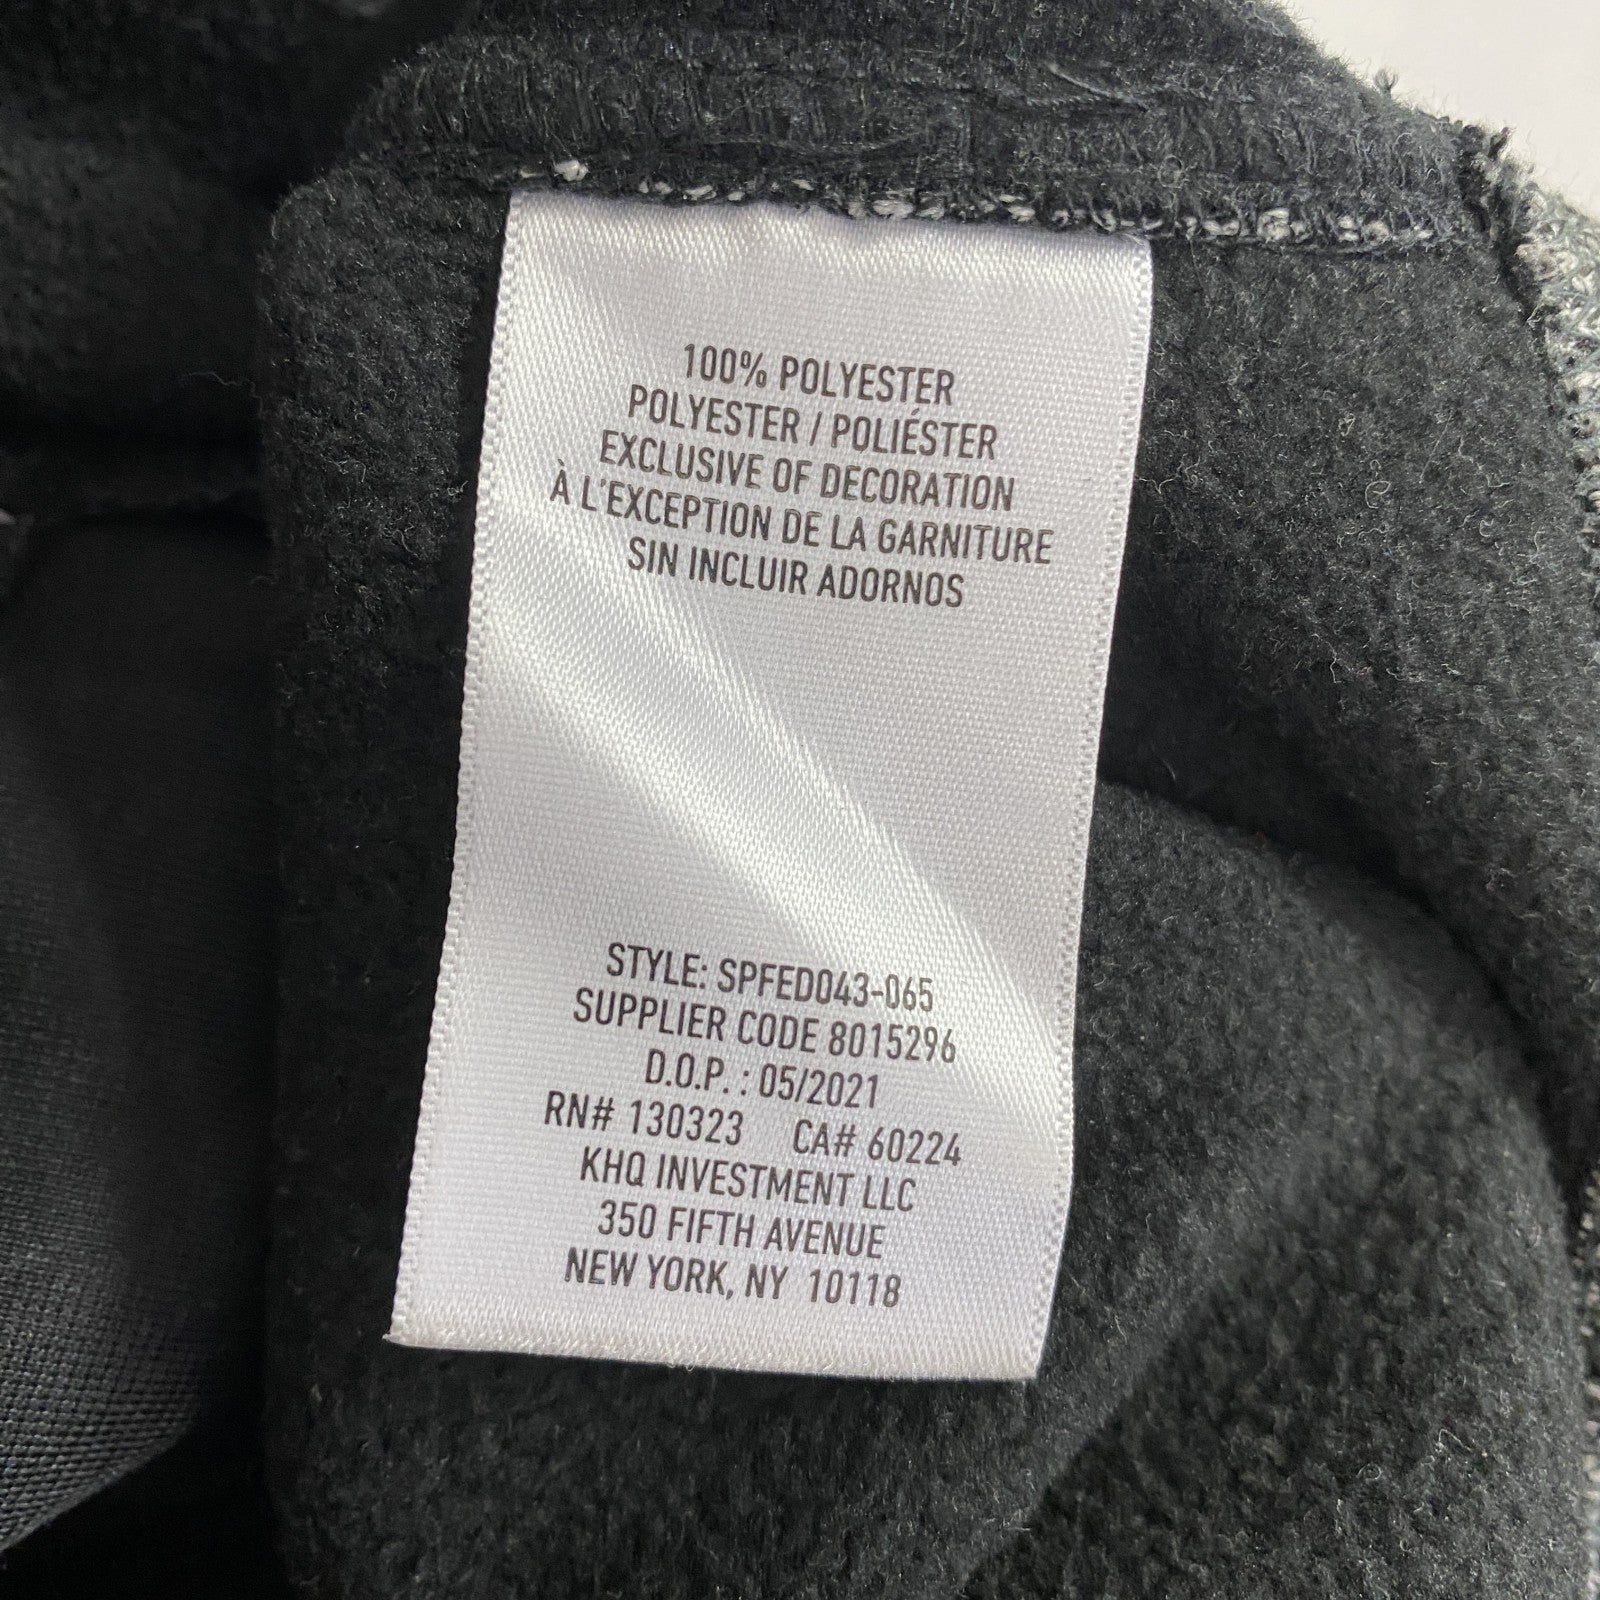 100% POLYESTER
POLYESTER / POLIÉSTER
EXCLUSIVE OF DECORATION
À L'EXCEPTION DE LA GARNITURE
SIN INCLUIR ADORNOS
STYLE: SPFED043-065
SUPPLIER CODE 8015296
D.O.P. : 05/2021
RN# 130323 CA# 60224
KHQ INVESTMENT LLC
350 FIFTH AVENUE
NEW YORK, NY 10118